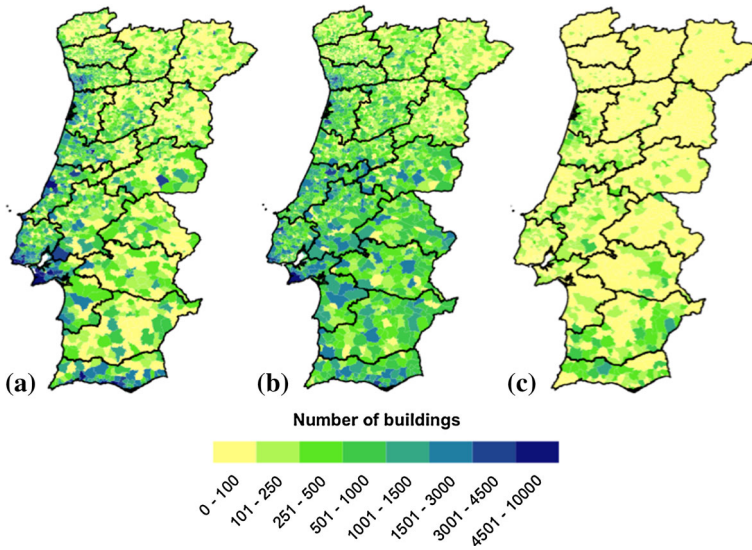 (a)
(b)
(c)
Number of buildings
0 - 100
101 - 250
251 - 500
501 - 1000
1001 - 1500
1501 - 3000
3001 - 4500
4501 - 10000